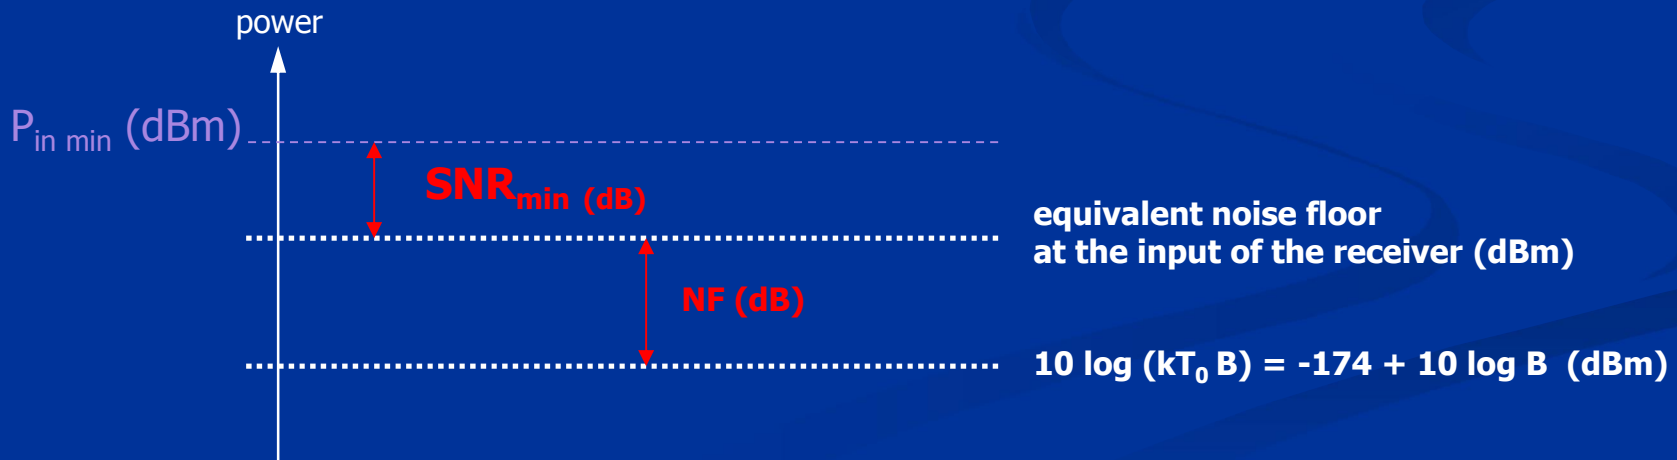 power
P_in min (dBm)
SNR_min (dB)
equivalent noise floor
at the input of the receiver (dBm)
NF (dB)
10 log (kT₀ B) = -174 + 10 log B (dBm)